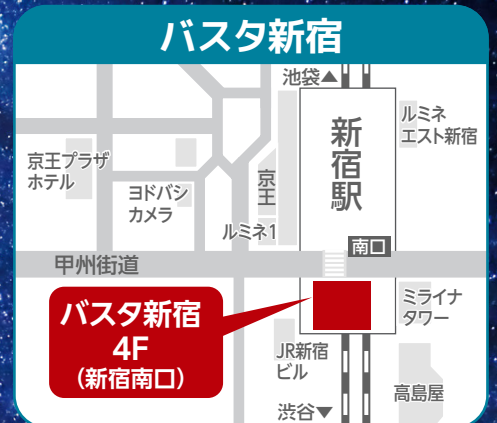 バスタ新宿
池袋▲
ルミネ
エスト新宿
新宿駅
京王プラザ
ホテル
京王
ヨドバシ
カメラ
ルミネ1
南口
甲州街道
バスタ新宿
4F
(新宿南口)
ミライナ
タワー
JR新宿
ビル
高島屋
渋谷▼